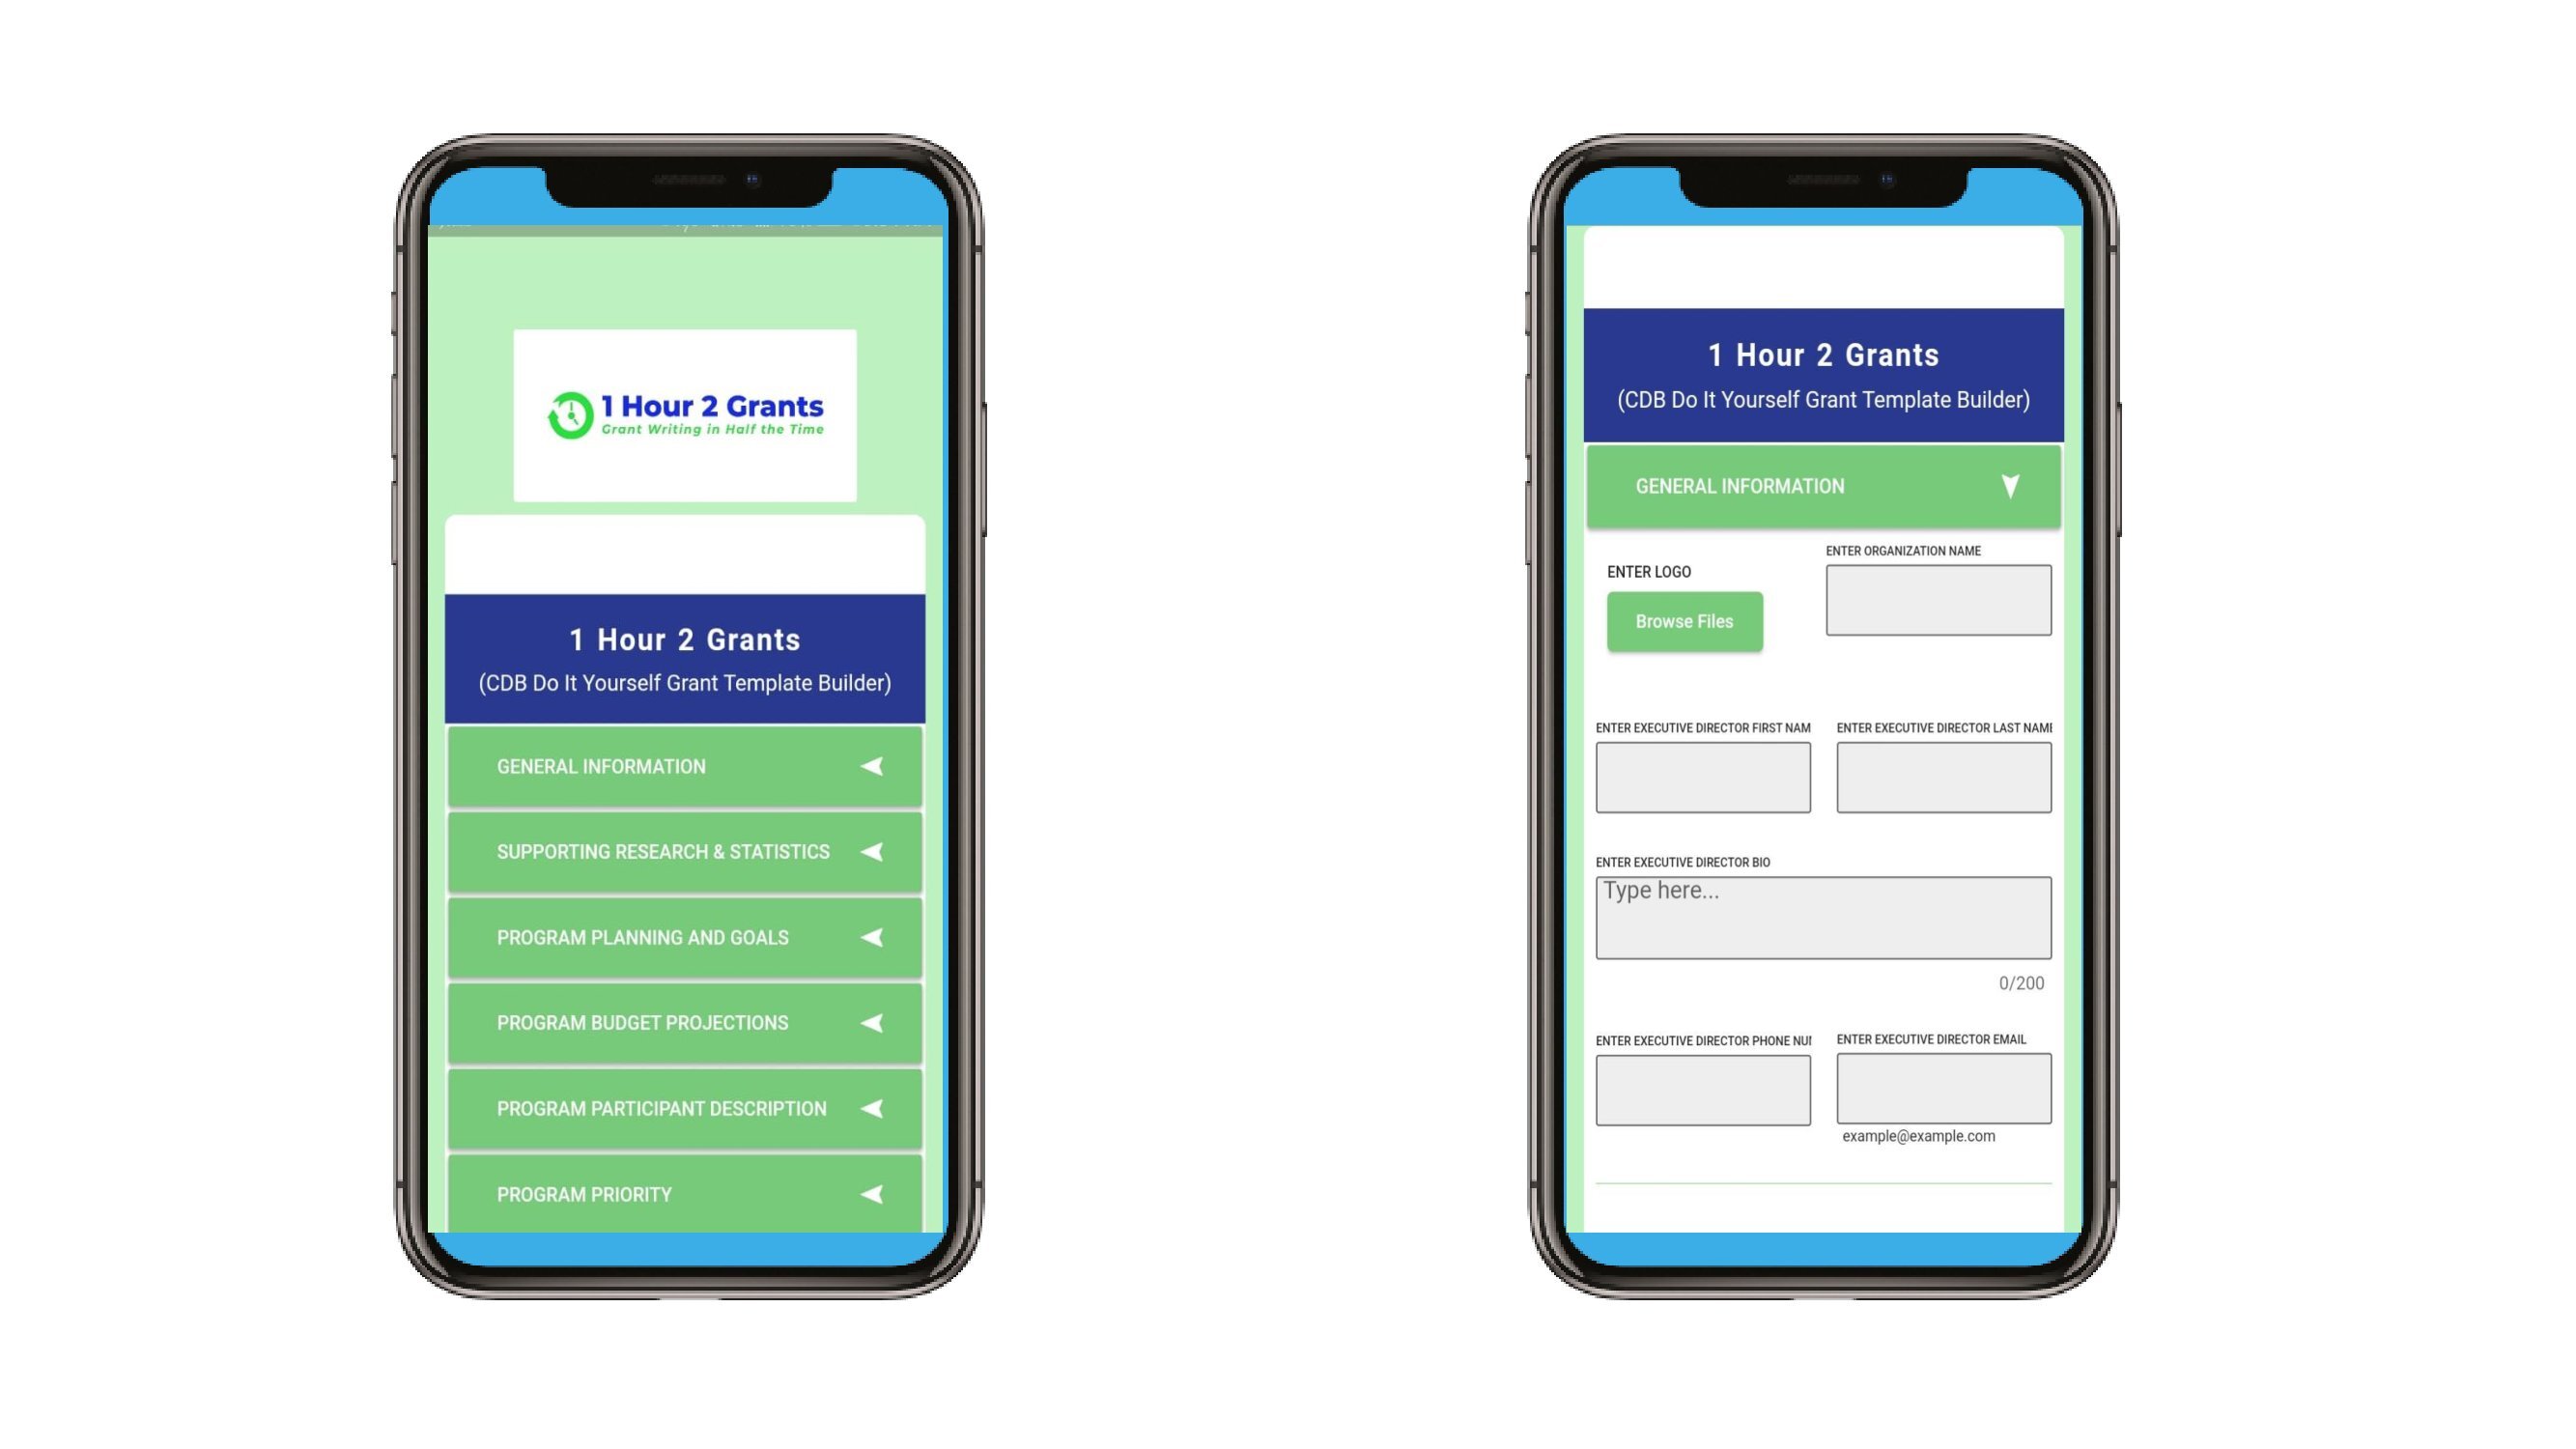 1 Hour 2 Grants
Grant Writing in Half the Time
1 Hour 2 Grants
(CDB Do It Yourself Grant Template Builder)
GENERAL INFORMATION
SUPPORTING RESEARCH & STATISTICS
PROGRAM PLANNING AND GOALS
PROGRAM BUDGET PROJECTIONS
PROGRAM PARTICIPANT DESCRIPTION
PROGRAM PRIORITY
1 Hour 2 Grants
(CDB Do It Yourself Grant Template Builder)
GENERAL INFORMATION
ENTER LOGO
Browse Files
ENTER ORGANIZATION NAME
ENTER EXECUTIVE DIRECTOR FIRST NAM
ENTER EXECUTIVE DIRECTOR LAST NAME
ENTER EXECUTIVE DIRECTOR BIO
Type here...
0/200
ENTER EXECUTIVE DIRECTOR PHONE NU
ENTER EXECUTIVE DIRECTOR EMAIL
example@example.com